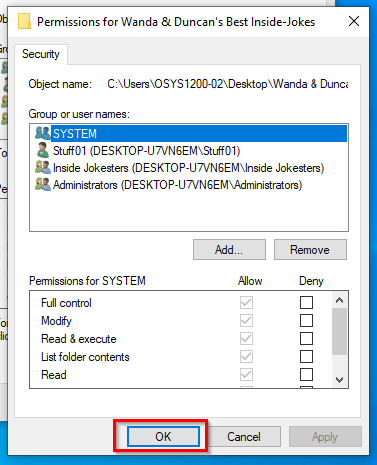 Permissions for Wanda & Duncan's Best Inside-Jokes
Security
Object name: C:\Users\OSYS1200-02\Desktop\Wanda & Dunca
Group or user names:
SYSTEM
Stuff01 (DESKTOP-U7VN6EM\Stuff01)
Inside Jokesters (DESKTOP-U7VN6EM\Inside Jokesters)
Administrators (DESKTOP-U7VN6EM\Administrators)
Add... Remove
Permissions for SYSTEM Allow Deny
Full control
Modify
Read & execute
List folder contents
Read
OK Cancel Apply